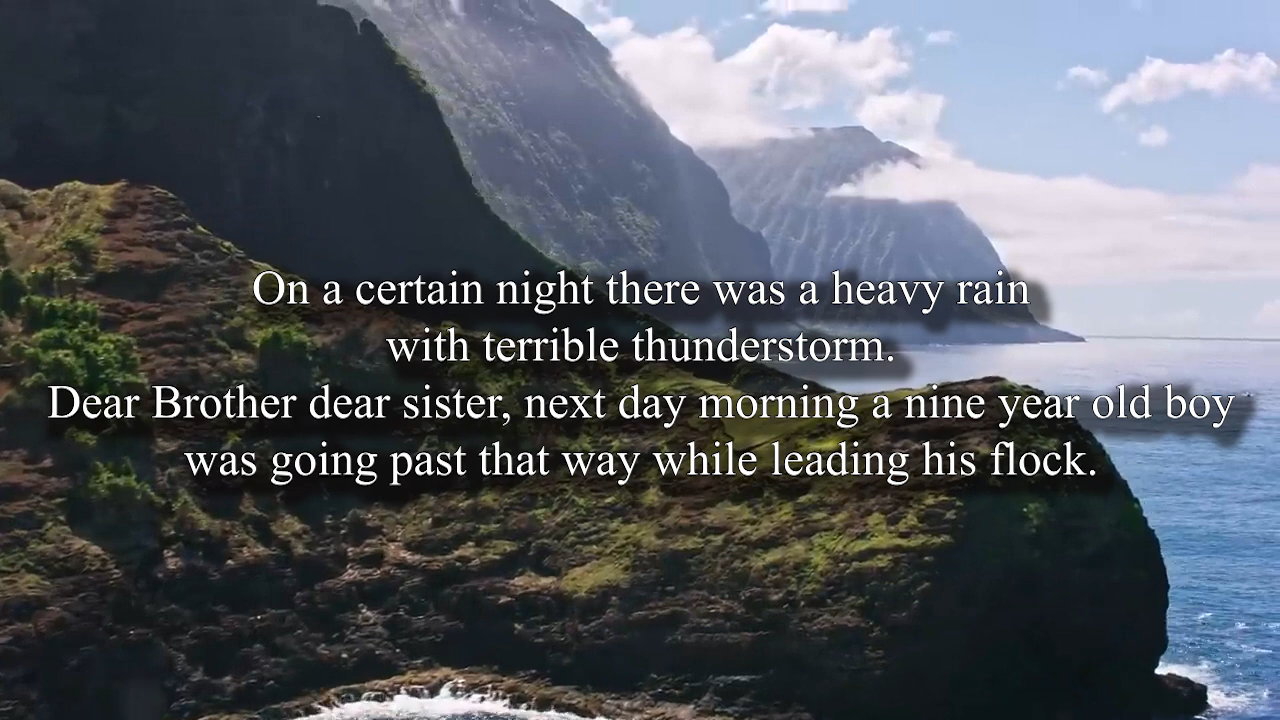 On a certain night there was a heavy rain
with terrible thunderstorm.
Dear Brother dear sister, next day morning a nine year old boy
was going past that way while leading his flock.